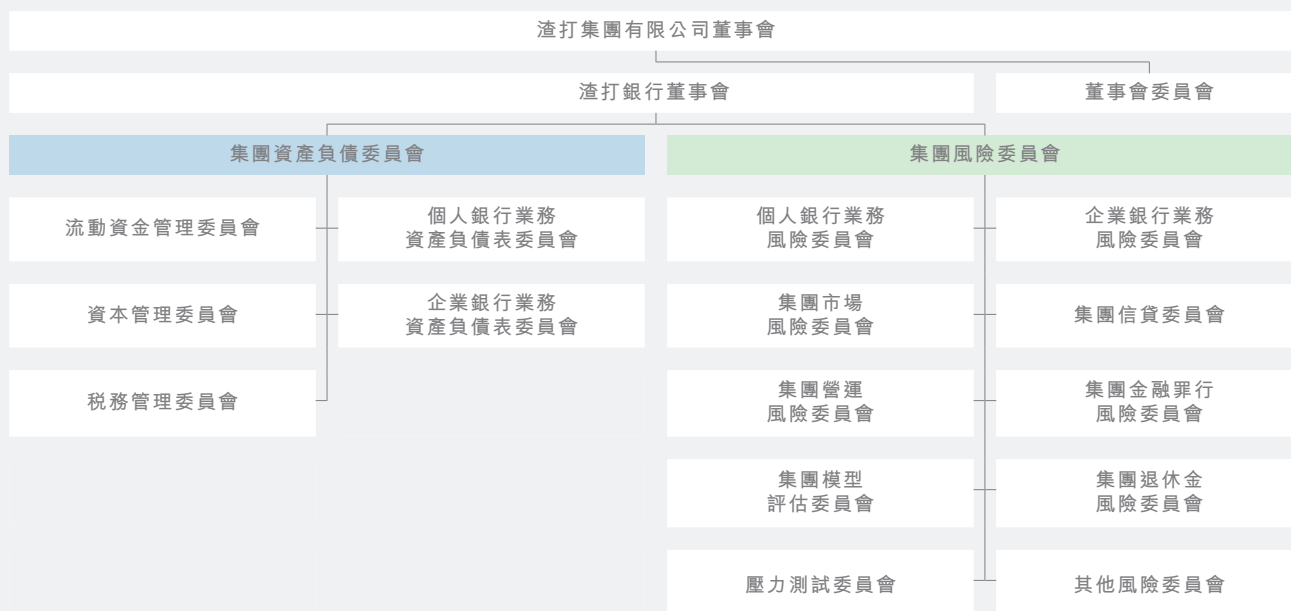 渣打集團有限公司董事會
渣打銀行董事會
董事會委員會
集團資產負債委員會
集團風險委員會
流動資金管理委員會
個人銀行業務
資產負債表委員會
個人銀行業務
風險委員會
企業銀行業務
風險委員會
資本管理委員會
企業銀行業務
資產負債表委員會
集團市場
風險委員會
集團信貸委員會
税務管理委員會
集團營運
風險委員會
集團金融罪行
風險委員會
集團模型
評估委員會
集團退休金
風險委員會
壓力測試委員會
其他風險委員會